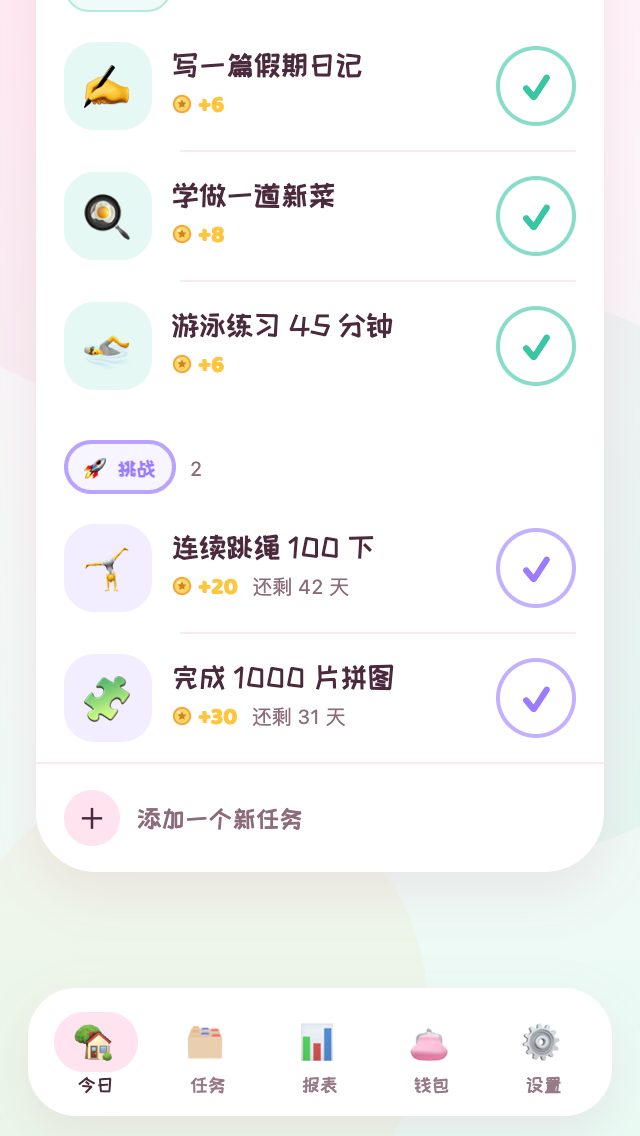 写一篇假期日记
+6
学做一道新菜
+8
游泳练习 45 分钟
+6
挑战 2
连续跳绳 100 下
+20 还剩 42 天
完成 1000 片拼图
+30 还剩 31 天
添加一个新任务
今日 任务 报表 钱包 设置